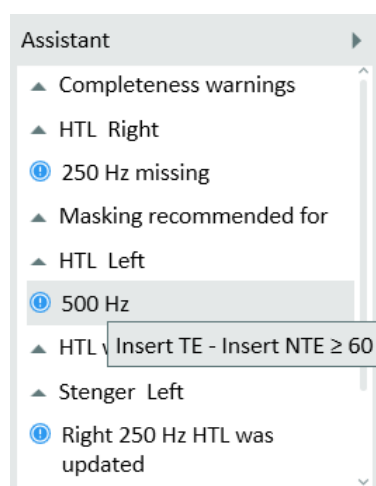 Assistant
Completeness warnings
HTL Right
250 Hz missing
Masking recommended for
HTL Left
500 Hz
HTL
Insert TE - Insert NTE ≥ 60
Stenger Left
Right 250 Hz HTL was
updated